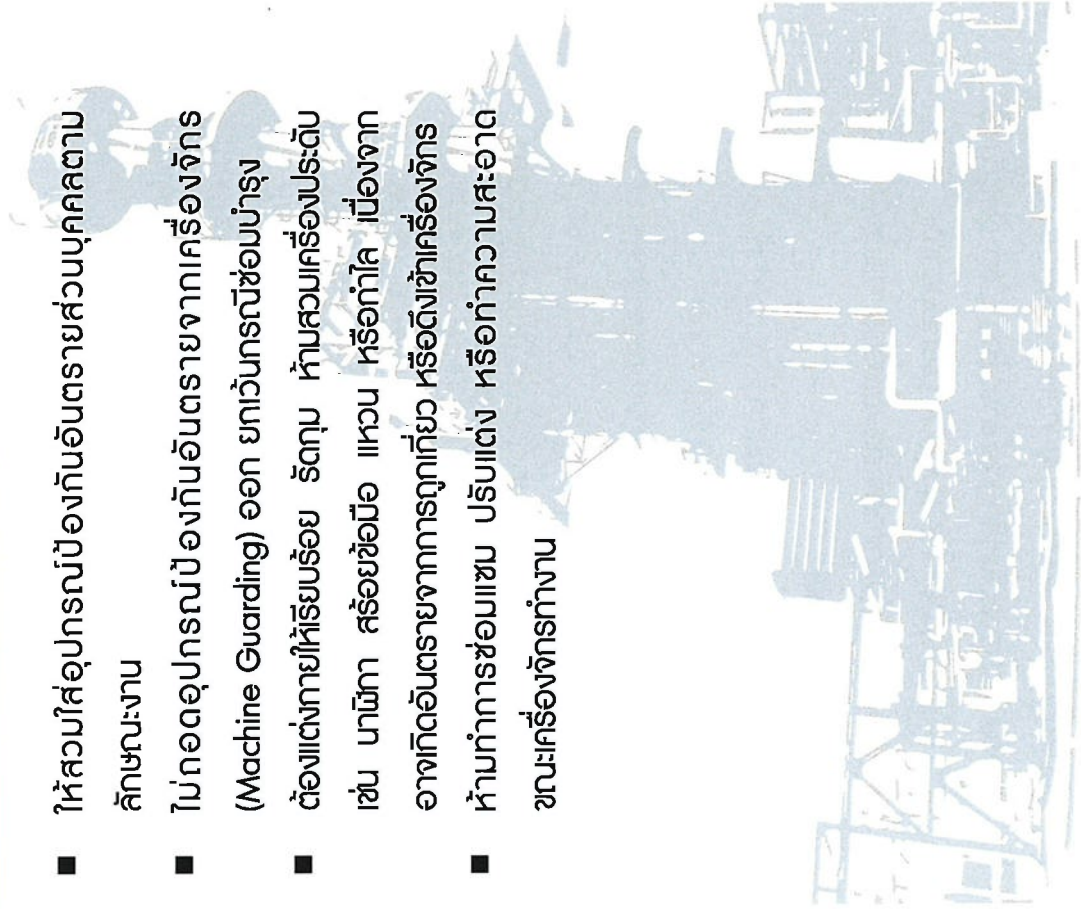 ■ ให้สวมใส่อุปกรณ์ป้องกันอันตรายส่วนบุคคลตาม
ลักษณะงาน
■ ไม่ถอดอุปกรณ์ป้องกันอันตรายจากเครื่องจักร
(Machine Guarding) ออก ยกเว้นกรณีซ่อมบำรุง
■ ต้องแต่งกายให้เรียบร้อย รัดกุม ห้ามสวมเครื่องประดับ
เช่น นาฬิกา สร้อยข้อมือ แหวน หรือกำไล เนื่องจาก
อาจเกิดอันตรายจากการถูกเกี่ยว หรือดึงเข้าเครื่องจักร
■ ห้ามทำการซ่อมแซม ปรับแต่ง หรือทำความสะอาด
ขณะเครื่องจักรทำงาน